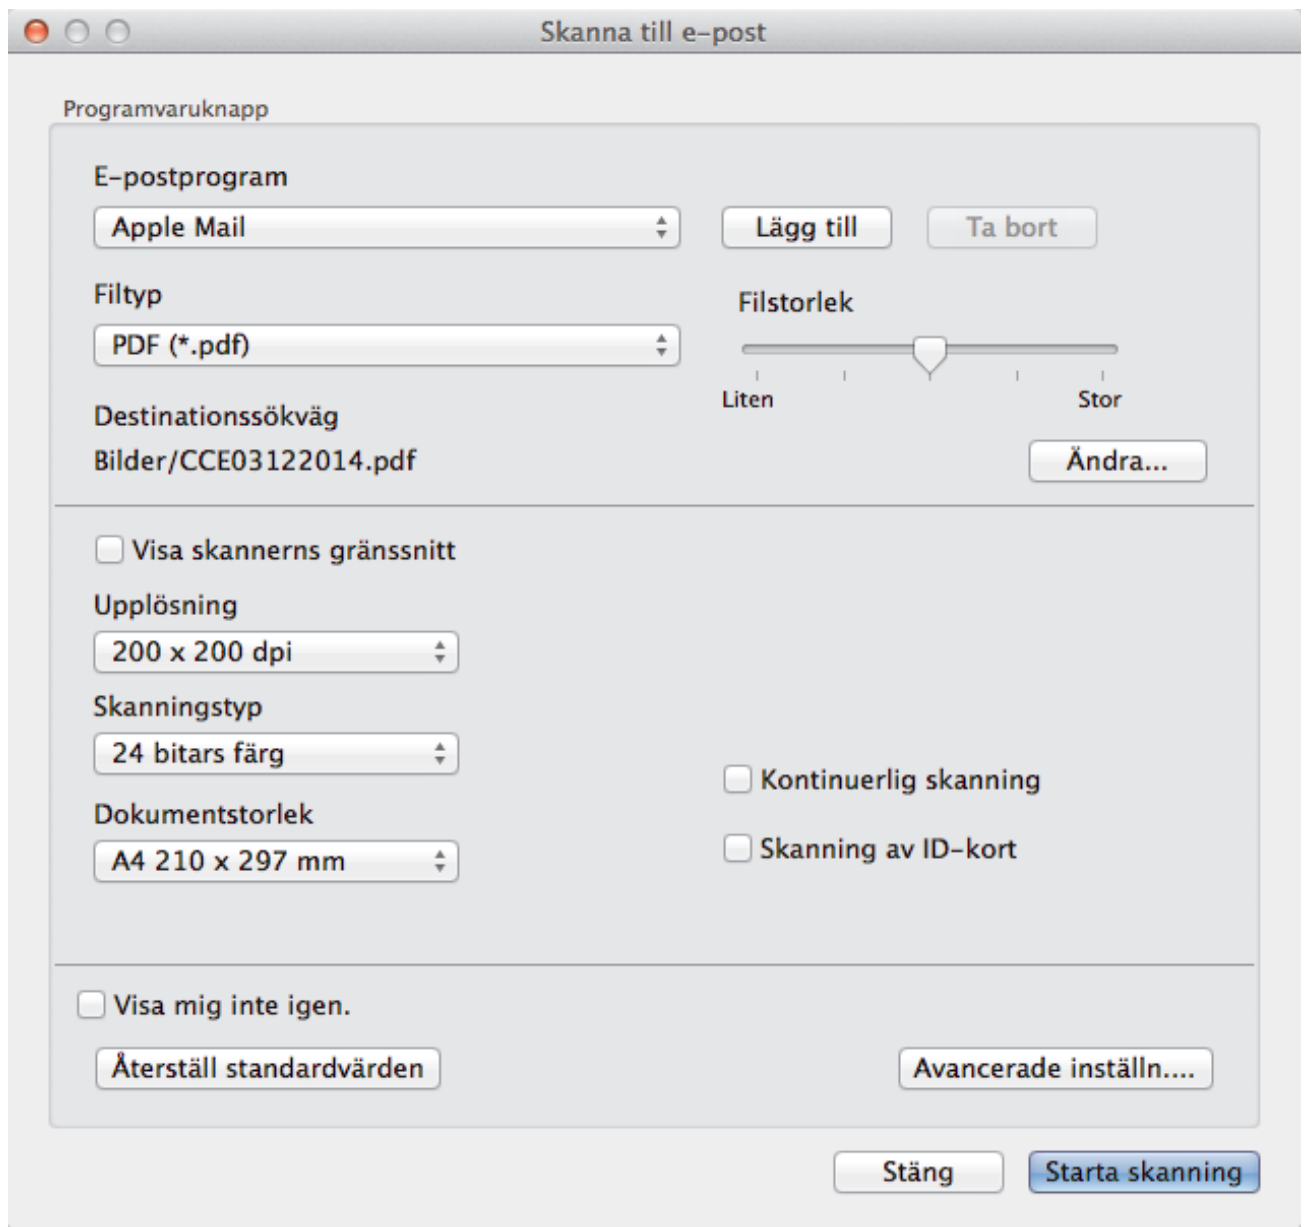 Skanna till e-post
Programvaruknapp
E-postprogram
Apple Mail
Lägg till
Ta bort
Filtyp
PDF (*.pdf)
Filstorlek
Liten
Stor
Destinationssökväg
Bilder/CCE03122014.pdf
Ändra...
Visa skannerns gränssnitt
Upplösning
200 x 200 dpi
Skanningstyp
24 bitars färg
Dokumentstorlek
A4 210 x 297 mm
Kontinuerlig skanning
Skanning av ID-kort
Visa mig inte igen.
Återställ standardvärden
Avancerade inställn....
Stäng
Starta skanning